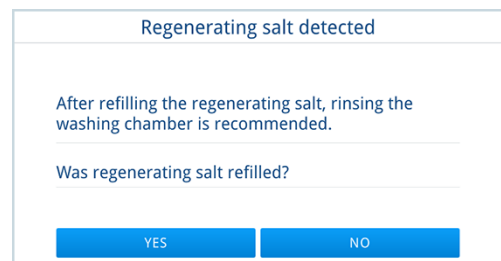 Regenerating salt detected
After refilling the regenerating salt, rinsing the
washing chamber is recommended.
Was regenerating salt refilled?
YES
NO